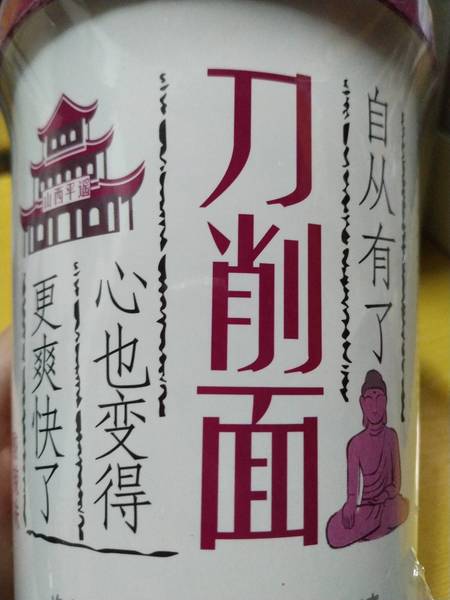 自从有了
刀削面
心也变得
更爽快了
山西平遥